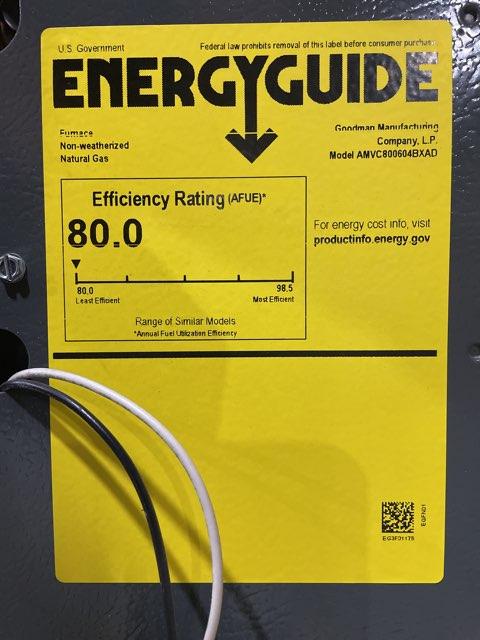 U.S. Government
Federal law prohibits removal of this label before consumer purchase.
ENERGYGUIDE
Furnace
Non-weatherized
Natural Gas
Goodman Manufacturing
Company, L.P.
Model AMVC800604BXAD
Efficiency Rating (AFUE)*
80.0
80.0
Least Efficient
98.5
Most Efficient
Range of Similar Models
*Annual Fuel Utilization Efficiency
For energy cost info, visit
productinfo.energy.gov
EGFN01